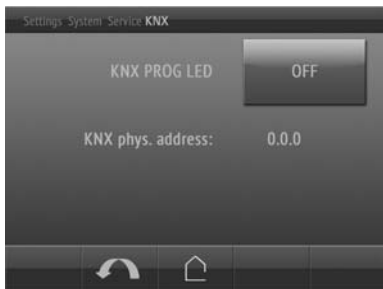 Settings System Service KNX
KNX PROG LED OFF
KNX phys. address: 0.0.0